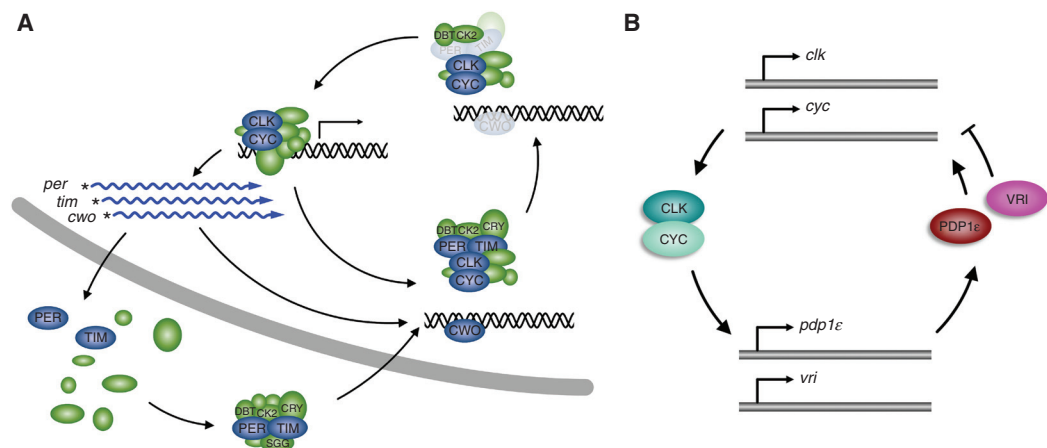 A
DBT CK2
PER TIM
CLK
CYC
CWO
CLK
CYC
per *
tim *
cwo *
DBT CK2 CRY
PER TIM
CLK
CYC
CWO
PER
TIM
DBT CK2 CRY
PER TIM
SGG
B
clk
cyc
CLK
CYC
VRI
PDP1ε
pdp1ε
vri